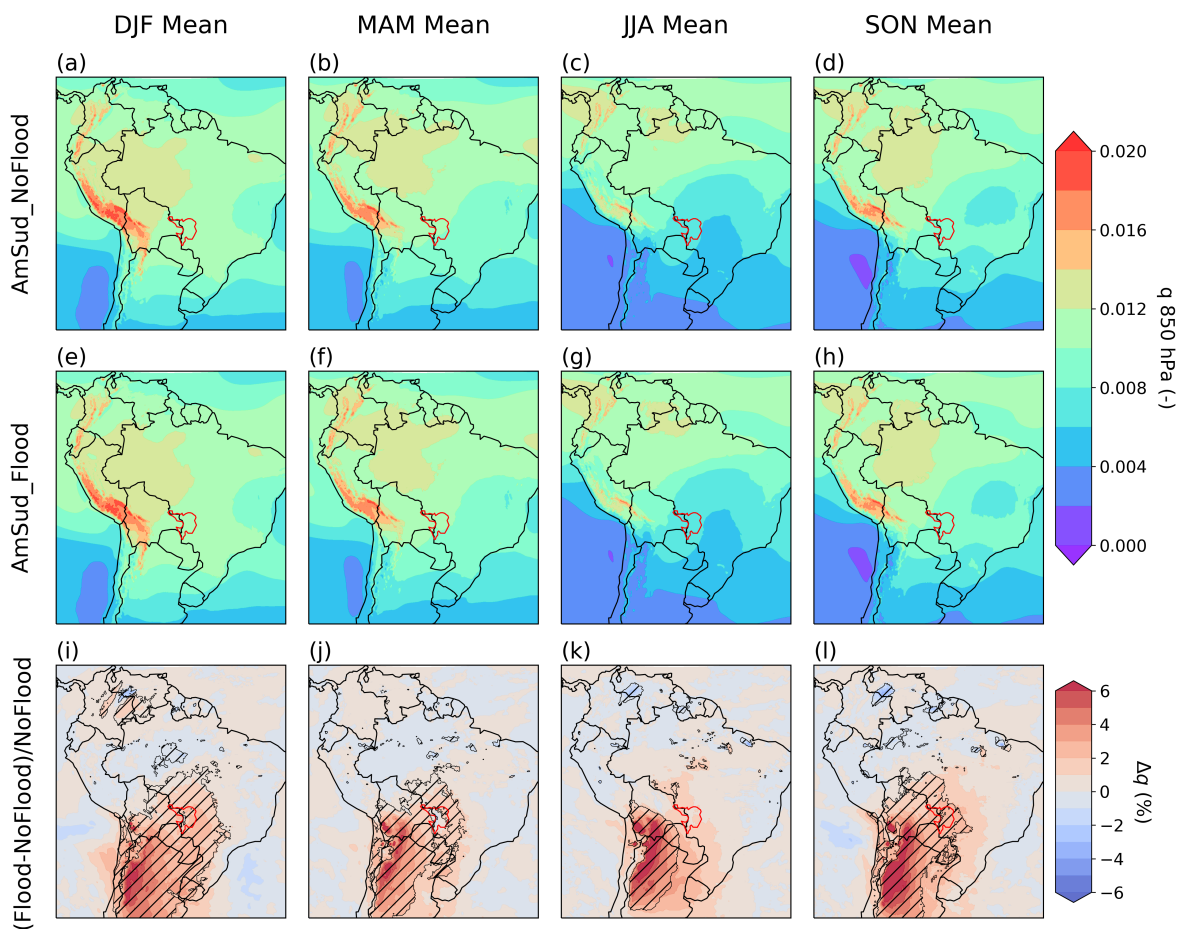 DJF Mean
MAM Mean
JJA Mean
SON Mean
(a)
(b)
(c)
(d)
AmSud_NoFlood
(e)
(f)
(g)
(h)
AmSud_Flood
0.020
0.016
0.012
0.008
0.004
0.000
q 850 hPa (-)
(i)
(j)
(k)
(l)
(Flood-NoFlood)/NoFlood
6
4
2
0
−2
−4
−6
Δq (%)